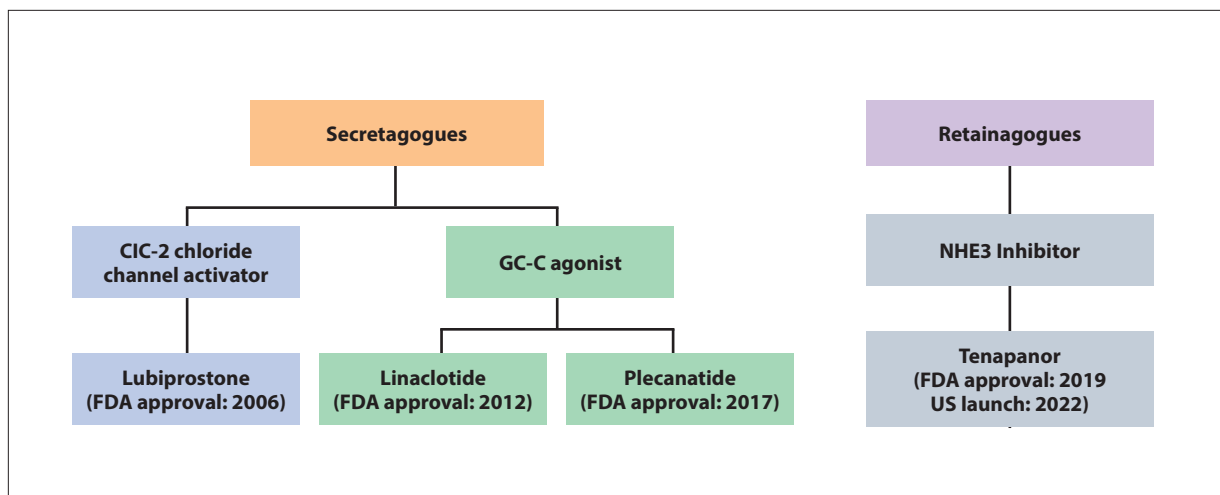 Secretagogues
Retainagogues
CIC-2 chloride
channel activator
GC-C agonist
NHE3 Inhibitor
Lubiprostone
(FDA approval: 2006)
Linaclotide
(FDA approval: 2012)
Plecanatide
(FDA approval: 2017)
Tenapanor
(FDA approval: 2019
US launch: 2022)